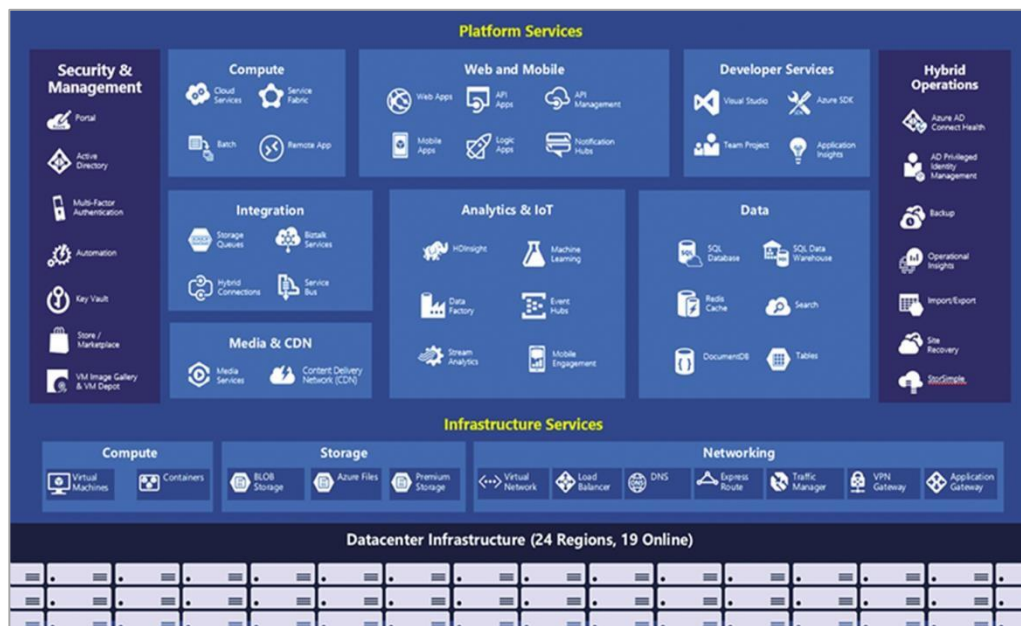 Platform Services
Security &
Management
Portal
Active
Directory
Multi-Factor
Authentication
Automation
Key Vault
Store /
Marketplace
VM Image Gallery
& VM Depot
Compute
Cloud
Services
Service
Fabric
Batch
Remote App
Web and Mobile
Web Apps
API
Apps
API
Management
Mobile
Apps
Logic
Apps
Notification
Hubs
Developer Services
Visual Studio
Azure SDK
Team Project
Application
Insights
Integration
Storage
Queues
Biztalk
Services
Hybrid
Connections
Service
Bus
Analytics & IoT
HDInsight
Machine
Learning
Data
Factory
Event
Hubs
Stream
Analytics
Mobile
Engagement
Data
SQL
SQL
Database
SQL
SQL Data
Warehouse
Redis
Cache
Search
DocumentDB
Tables
Media & CDN
Media
Services
Content Delivery
Network (CDN)
Hybrid
Operations
Azure AD
Connect Health
AD Privileged
Identity
Management
Backup
Operational
Insights
Import/Export
Site
Recovery
StorSimple
Infrastructure Services
Compute
Virtual
Machines
Containers
Storage
BLOB
Storage
Azure Files
Premium
Storage
Networking
Virtual
Network
Load
Balancer
DNS
DNS
Express
Route
Traffic
Manager
VPN
Gateway
Application
Gateway
Datacenter Infrastructure (24 Regions, 19 Online)